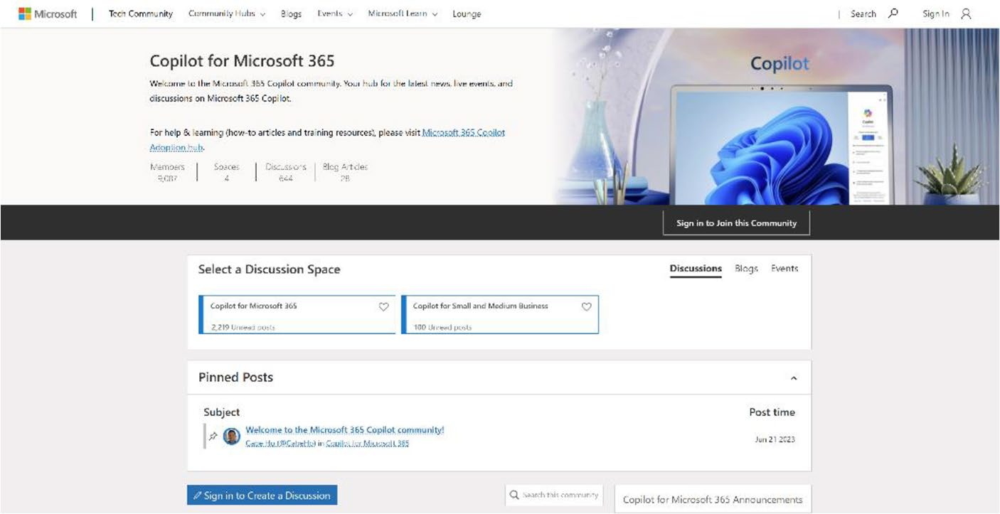 Microsoft
Tech Community
Community Hubs
Blogs
Events
Microsoft Learn
Lounge
Search
Sign In
Copilot for Microsoft 365
Welcome to the Microsoft 365 Copilot community. Your hub for the latest news, live events, and
discussions on Microsoft 365 Copilot.
For help & learning (how-to articles and training resources), please visit Microsoft 365 Copilot
Adoption hub.
Members Spaces Discussions Blog Articles
9,087 4 644 28
Copilot
Copilot
Sign in to Join this Community
Select a Discussion Space
Discussions Blogs Events
Copilot for Microsoft 365
2,219 Unread posts
Copilot for Small and Medium Business
100 Unread posts
Pinned Posts
Subject
Post time
Welcome to the Microsoft 365 Copilot community!
Gabe Ho (@GabeHo) in Copilot for Microsoft 365
Jun 21 2023
Sign in to Create a Discussion
Search this community
Copilot for Microsoft 365 Announcements